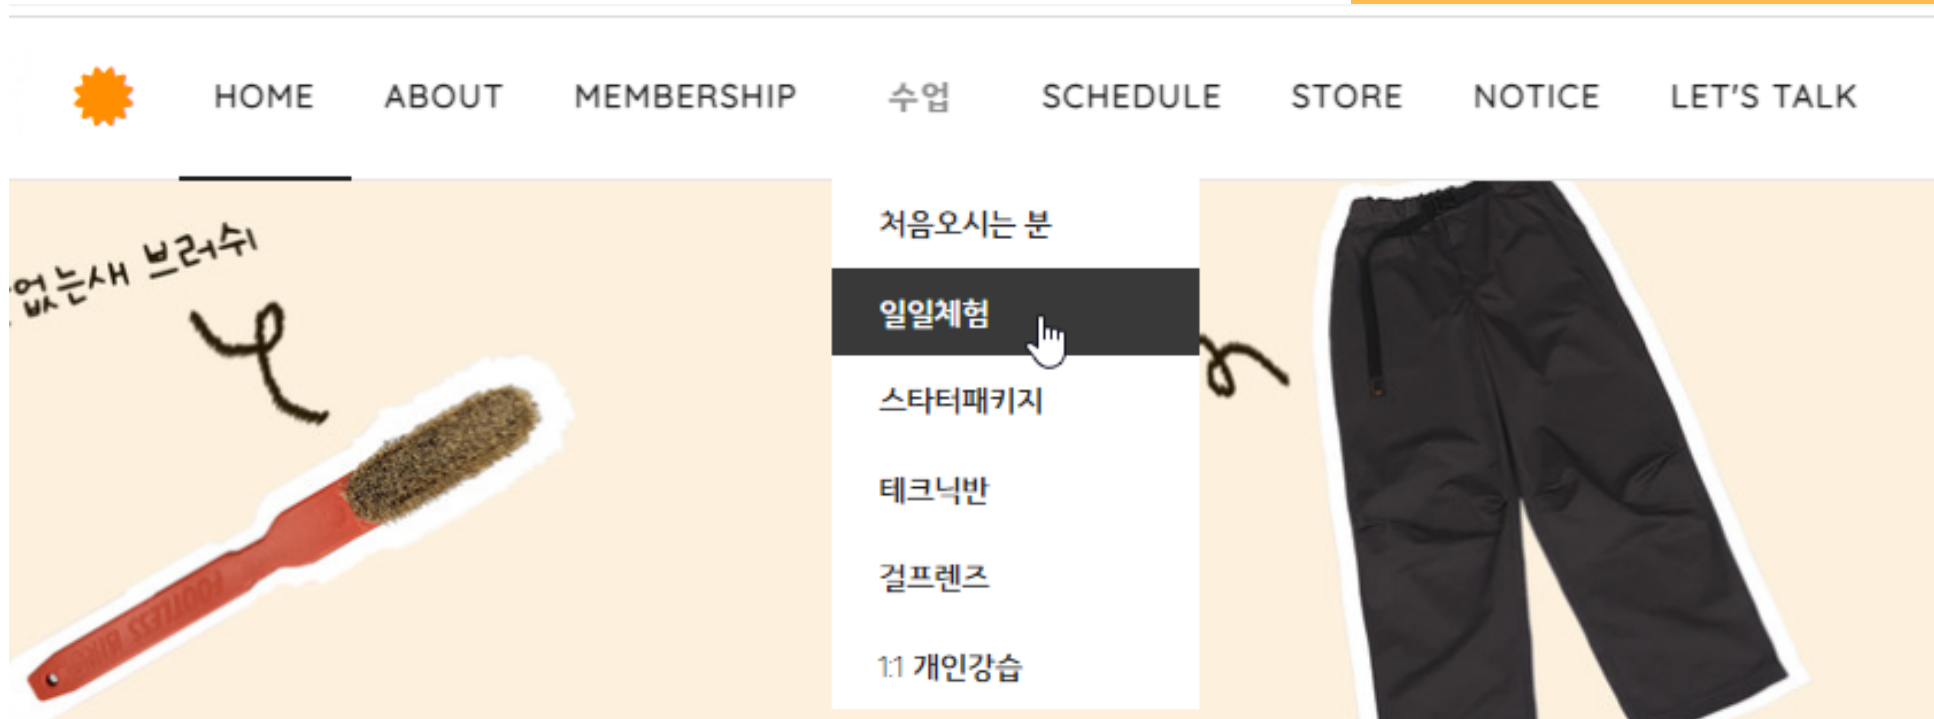 HOME ABOUT MEMBERSHIP 수업 SCHEDULE STORE NOTICE LET'S TALK
없는새 브러쉬
처음오시는 분
일일체험
스타터패키지
테크닉반
걸프렌즈
1:1 개인강습
FOOTLESS BIRD